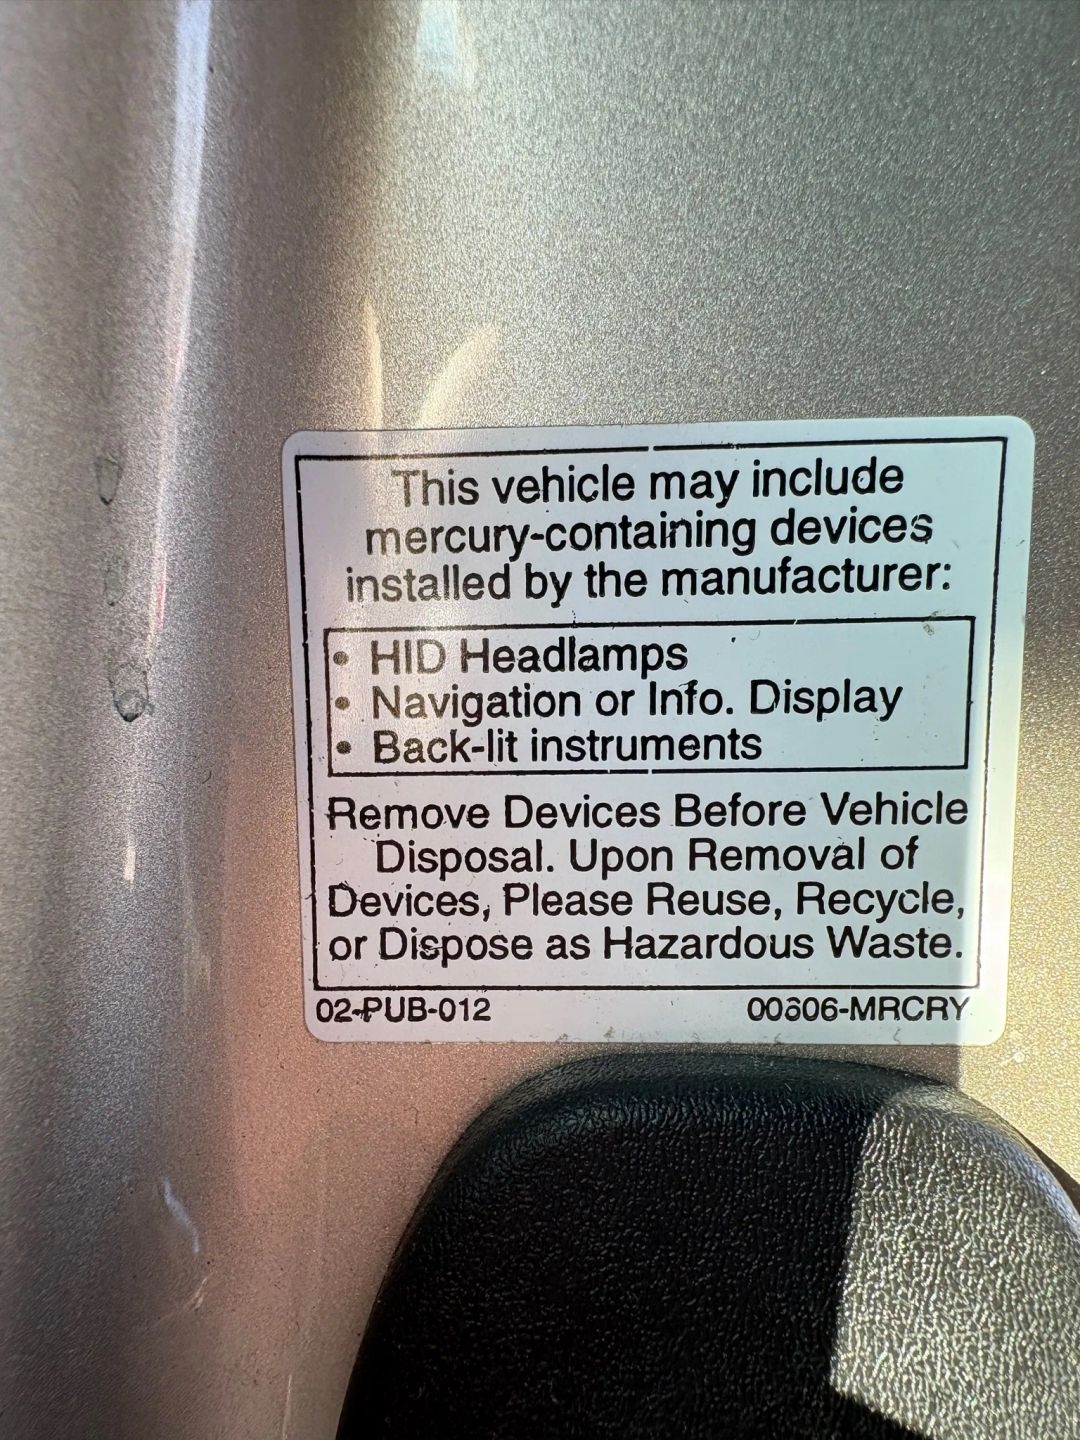 This vehicle may include
mercury-containing devices
installed by the manufacturer:
• HID Headlamps
• Navigation or Info. Display
• Back-lit instruments
Remove Devices Before Vehicle
Disposal. Upon Removal of
Devices, Please Reuse, Recycle,
or Dispose as Hazardous Waste.
02-PUB-012 00606-MRCRY